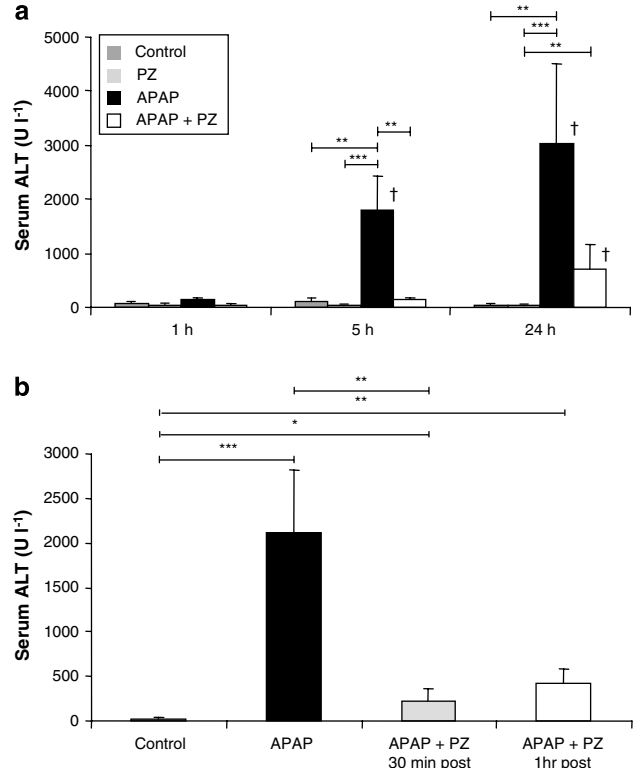 a
**
***
**
5000
4000
3000
2000
1000
0
Serum ALT (U l-1)
Control
PZ
APAP
APAP + PZ
**
**
***
†
†
†
1 h
5 h
24 h
b
**
**
*
***
3000
2500
2000
1500
1000
500
0
Serum ALT (U l-1)
Control
APAP
APAP + PZ
30 min post
APAP + PZ
1hr post